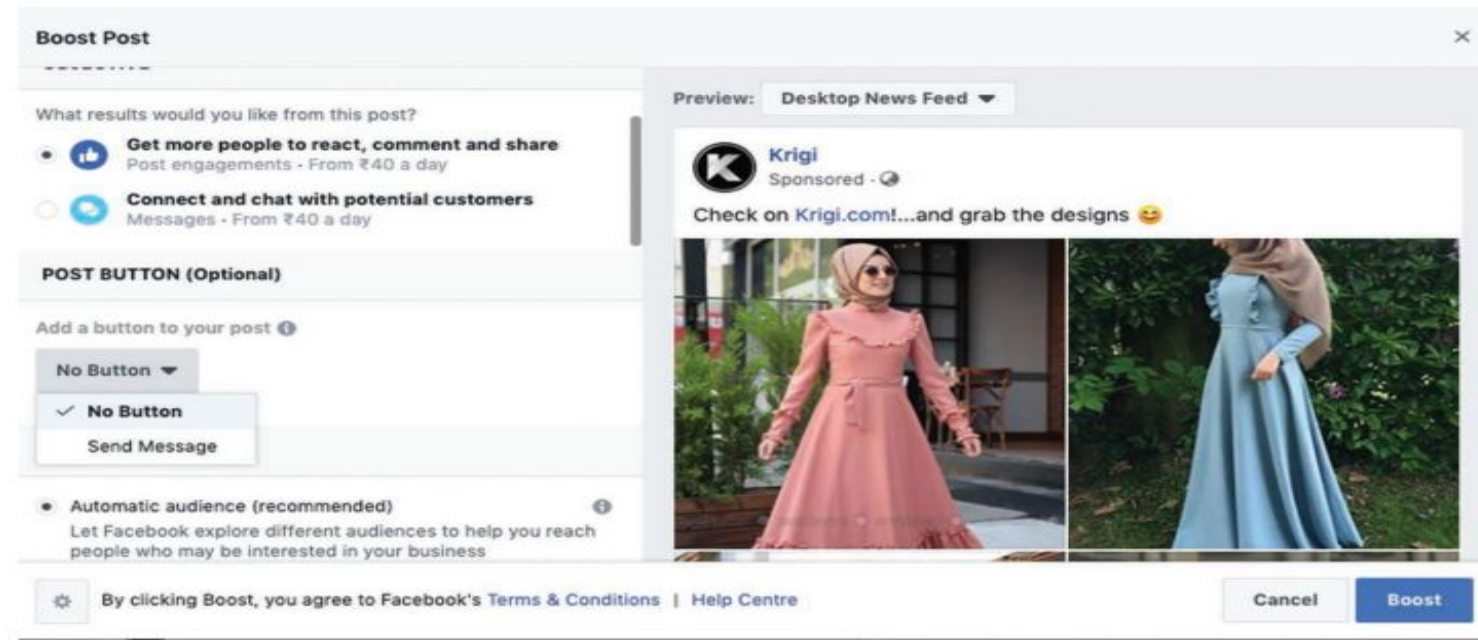 Boost Post
What results would you like from this post?
Get more people to react, comment and share
Post engagements - From ₹40 a day
Connect and chat with potential customers
Messages - From ₹40 a day
POST BUTTON (Optional)
Add a button to your post
No Button
No Button
Send Message
Automatic audience (recommended)
Let Facebook explore different audiences to help you reach
people who may be interested in your business
Preview: Desktop News Feed
K
Krigi
Sponsored ·
Check on Krigi.com!...and grab the designs 😊
By clicking Boost, you agree to Facebook's Terms & Conditions | Help Centre
Cancel
Boost